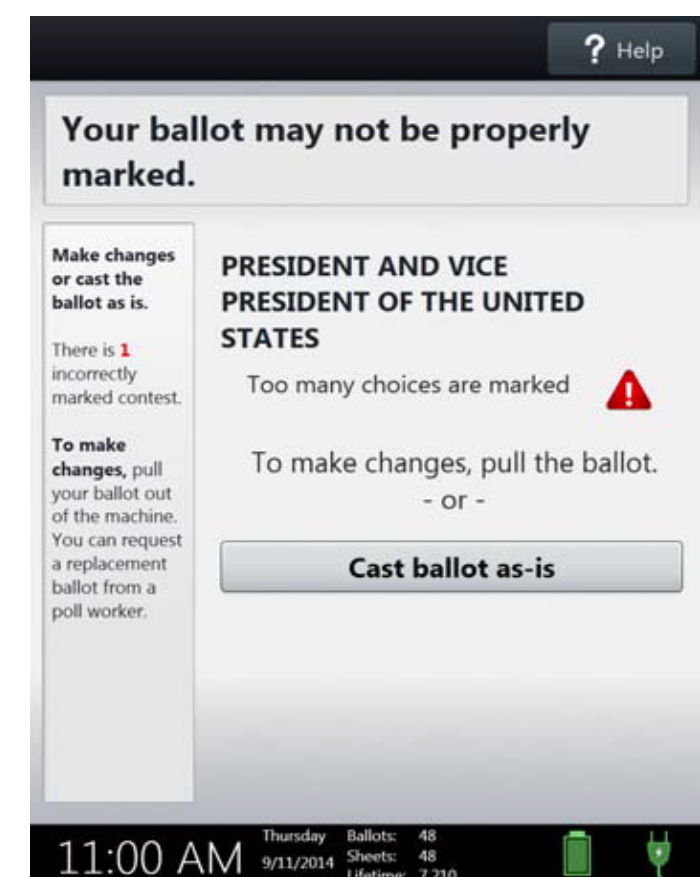 ? Help
Your ballot may not be properly
marked.
Make changes
or cast the
ballot as is.
There is 1
incorrectly
marked contest.
To make
changes, pull
your ballot out
of the machine.
You can request
a replacement
ballot from a
poll worker.
PRESIDENT AND VICE
PRESIDENT OF THE UNITED
STATES
Too many choices are marked
To make changes, pull the ballot.
- or -
Cast ballot as-is
11:00 AM
Thursday
9/11/2014
Ballots: 48
Sheets: 48
Lifetime: 7,210